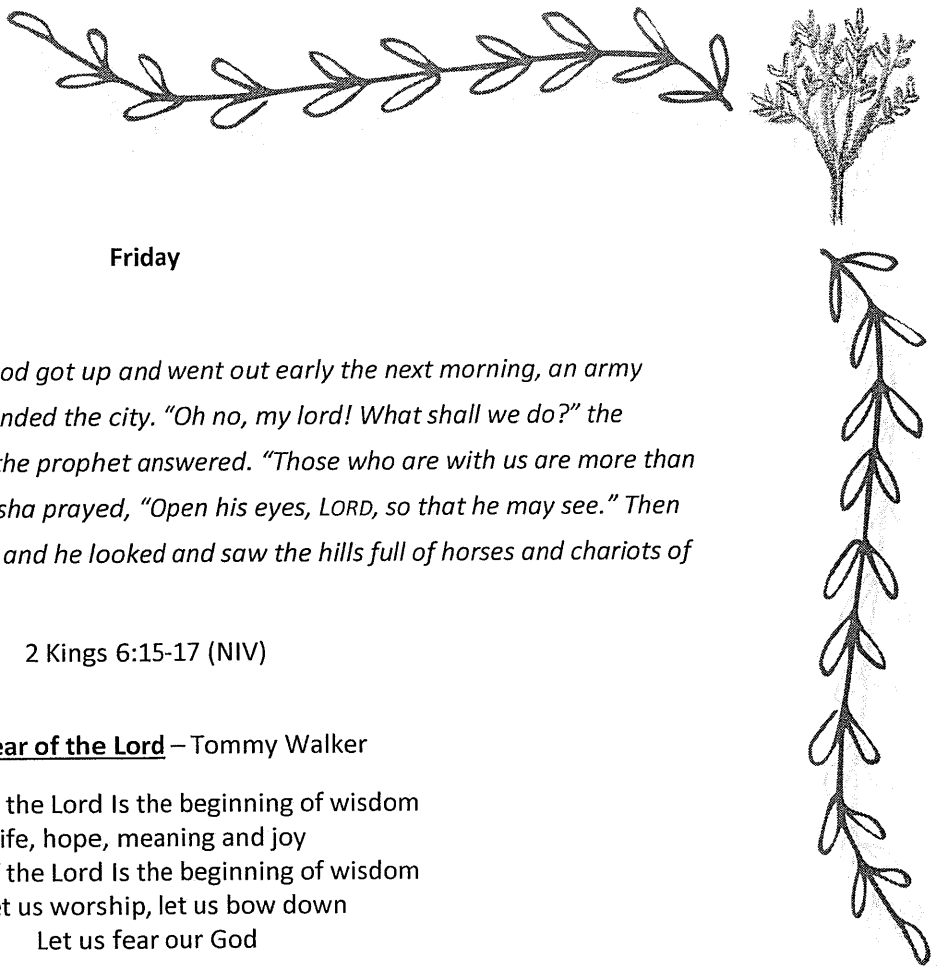 Friday
od got up and went out early the next morning, an army
nded the city. “Oh no, my lord! What shall we do?” the
the prophet answered. “Those who are with us are more than
sha prayed, “Open his eyes, LORD, so that he may see.” Then
and he looked and saw the hills full of horses and chariots of
2 Kings 6:15-17 (NIV)
ear of the Lord – Tommy Walker
the Lord Is the beginning of wisdom
ife, hope, meaning and joy
the Lord Is the beginning of wisdom
et us worship, let us bow down
Let us fear our God